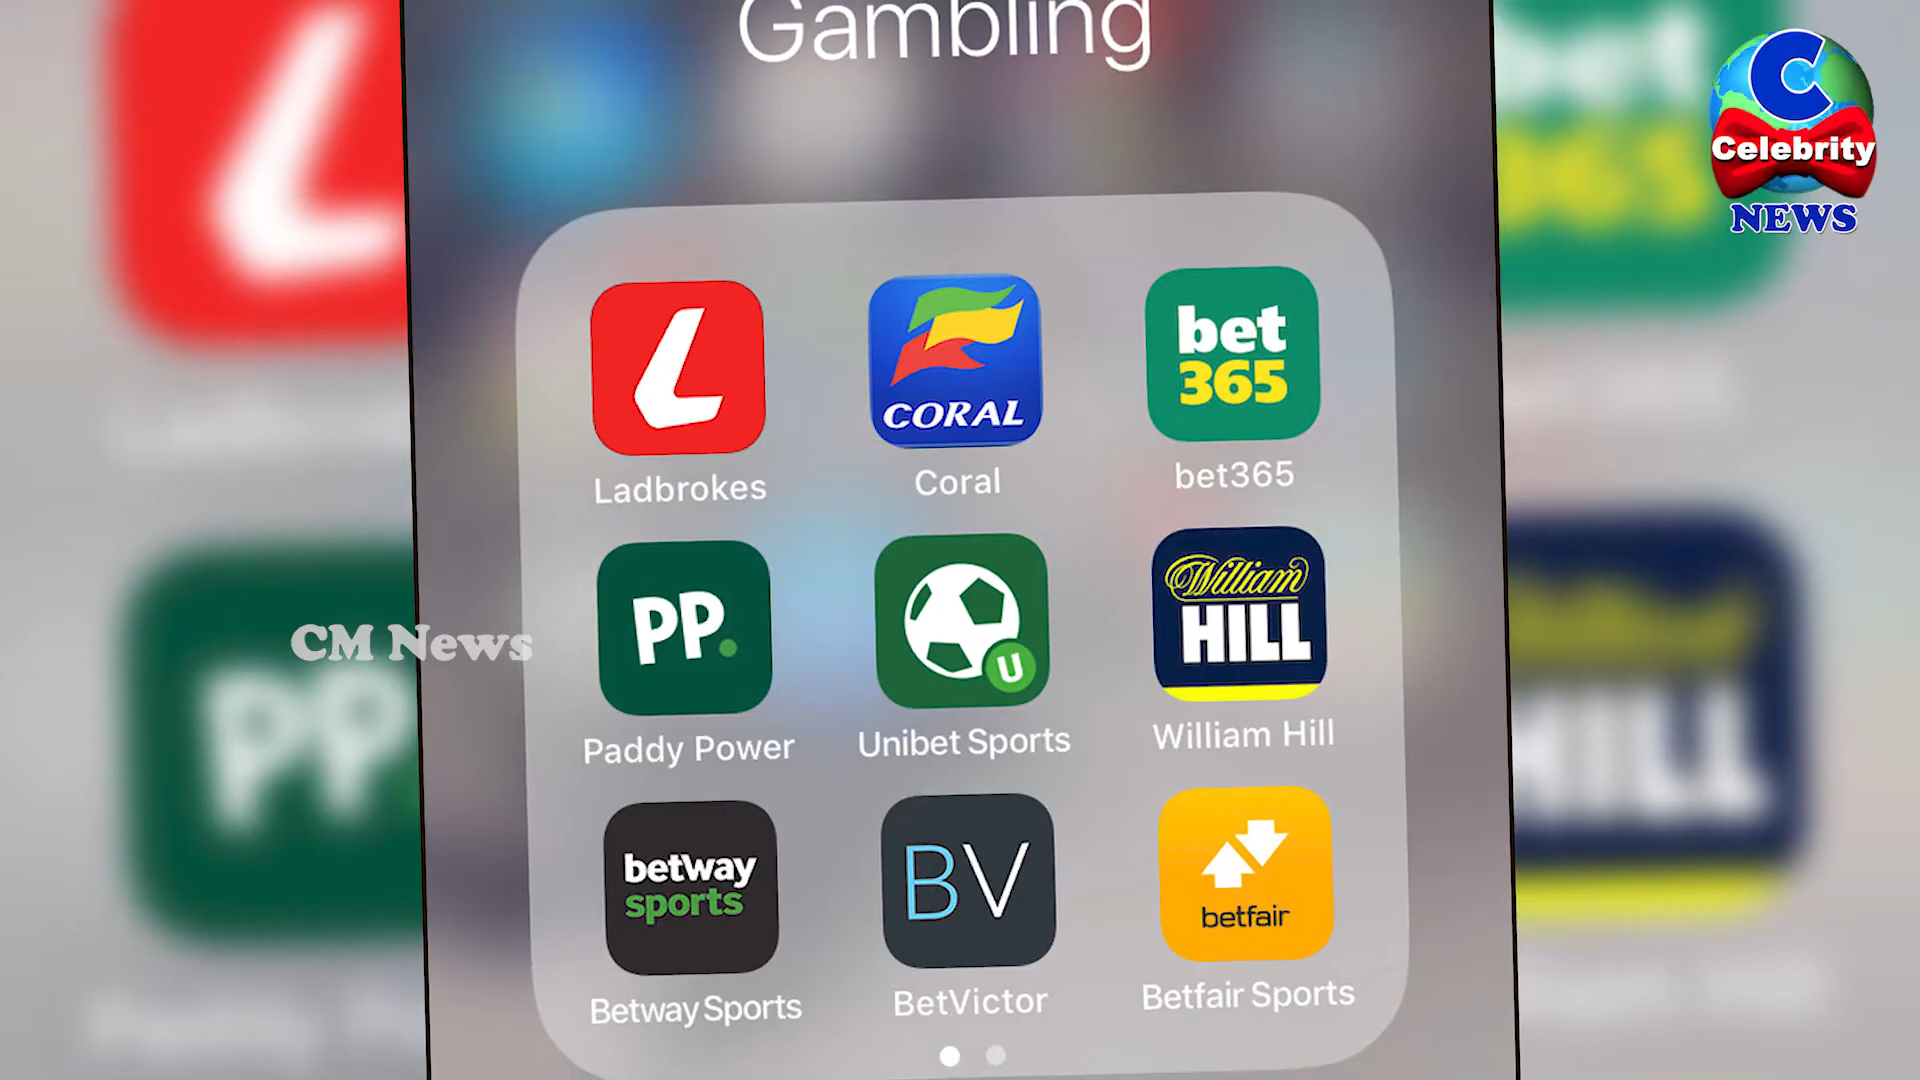 Gambling
C
Celebrity
NEWS
L
CORAL
bet
365
Ladbrokes
Coral
bet365
PP.
U
William
HILL
CM News
Paddy Power
Unibet Sports
William Hill
betway
sports
BV
betfair
Betway Sports
BetVictor
Betfair Sports